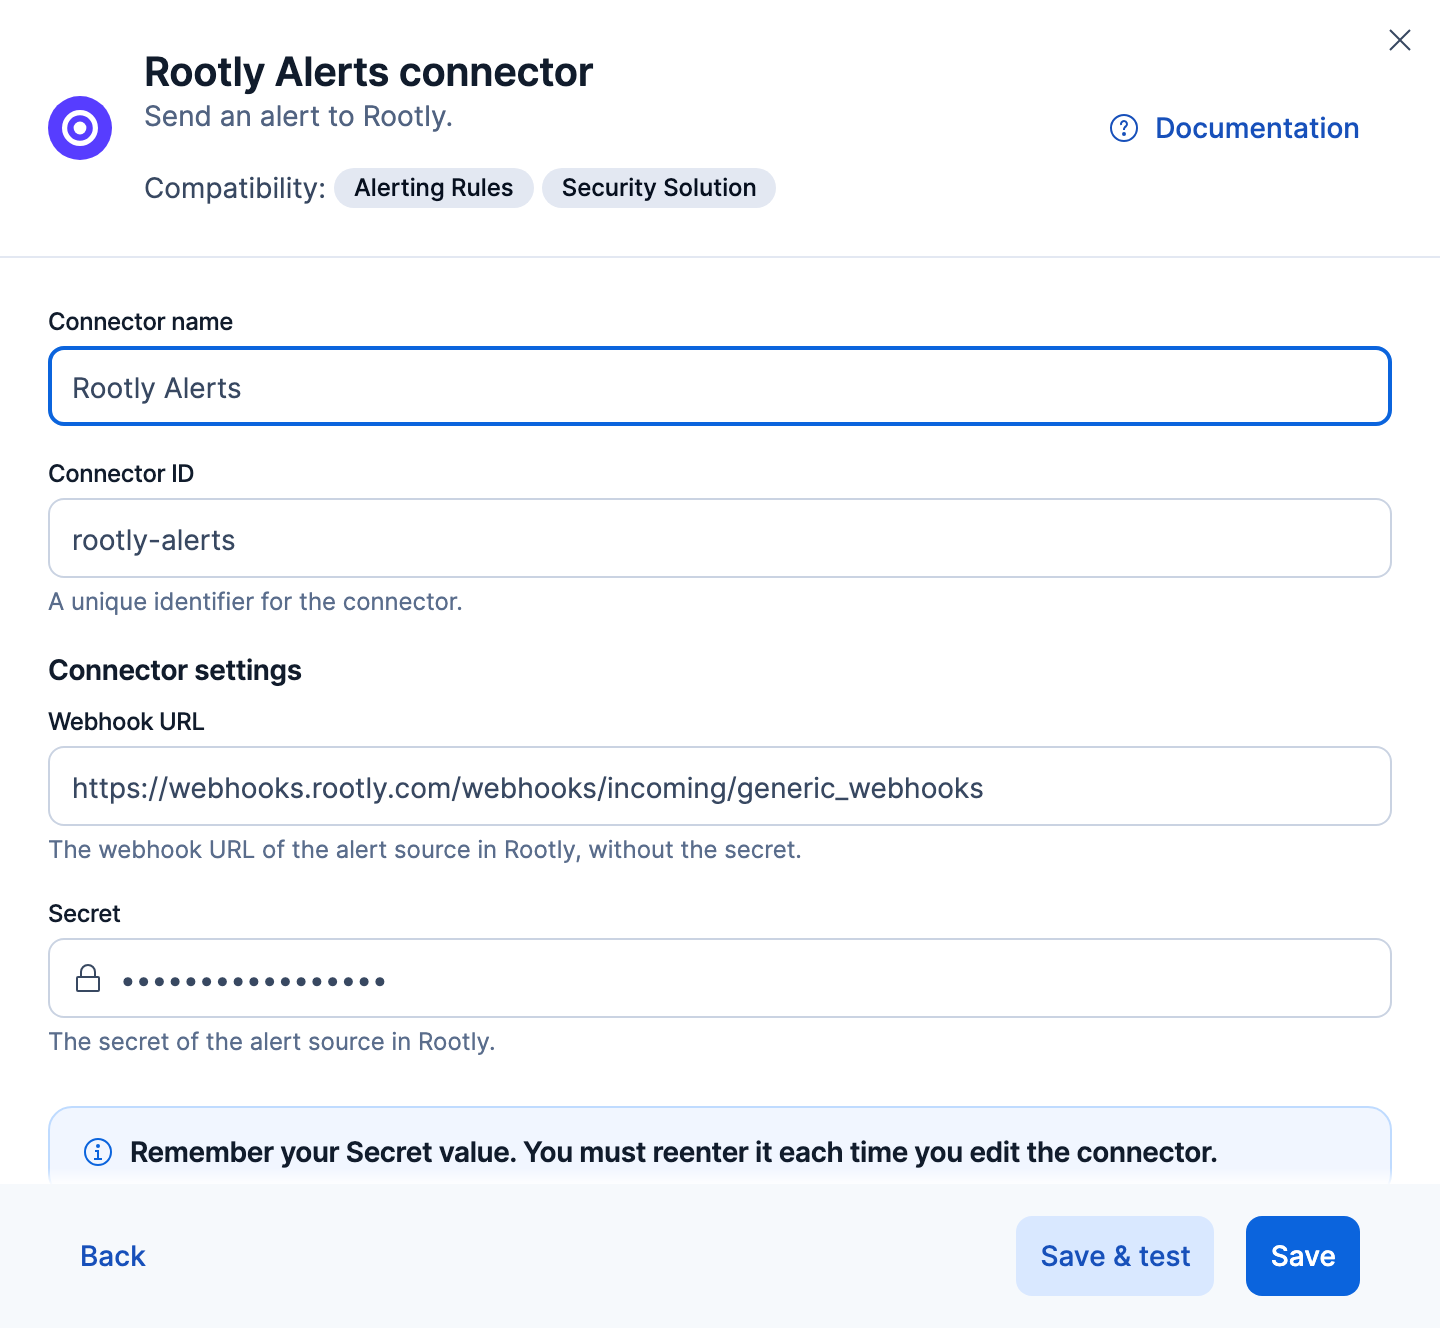 Rootly Alerts connector
Send an alert to Rootly.
Documentation
Compatibility: Alerting Rules Security Solution
Connector name
Rootly Alerts
Connector ID
rootly-alerts
A unique identifier for the connector.
Connector settings
Webhook URL
https://webhooks.rootly.com/webhooks/incoming/generic_webhooks
The webhook URL of the alert source in Rootly, without the secret.
Secret
•••••••••••••••••
The secret of the alert source in Rootly.
Remember your Secret value. You must reenter it each time you edit the connector.
Back Save & test Save